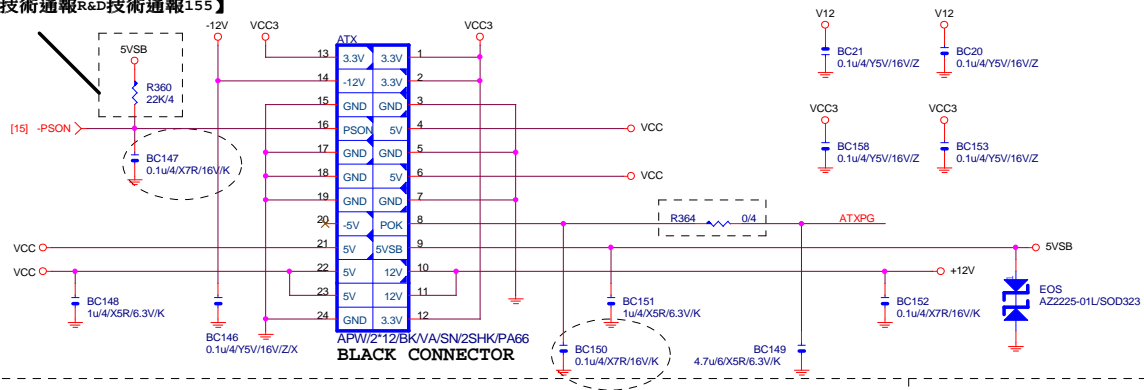 技術通報R&D技術通報155】
-12V
VCC3
VCC3
V12
V12
5VSB
R360
22K/4
ATX
13
3.3V
3.3V
1
14
-12V
3.3V
2
15
GND
GND
3
[15] -PSON
16
PSON
5V
4
VCC
17
GND
GND
5
18
GND
5V
6
VCC
19
GND
GND
7
20
-5V
POK
8
21
5V
5VSB
9
22
5V
12V
10
23
5V
12V
11
24
GND
3.3V
12
BC147
0.1u/4/X7R/16V/K
BC21
0.1u/4/Y5V/16V/Z
BC20
0.1u/4/Y5V/16V/Z
VCC3
VCC3
BC158
0.1u/4/Y5V/16V/Z
BC153
0.1u/4/Y5V/16V/Z
R364
0/4
ATXPG
VCC
VCC
5VSB
+12V
BC148
1u/4/X5R/6.3V/K
BC146
0.1u/4/Y5V/16V/Z/X
APW/2*12/BK/VA/SN/2SHK/PA66
BLACK CONNECTOR
BC151
1u/4/X5R/6.3V/K
BC150
0.1u/4/X7R/16V/K
BC149
4.7u/6/X5R/6.3V/K
BC152
0.1u/4/X7R/16V/K
EOS
AZ2225-01L/SOD323